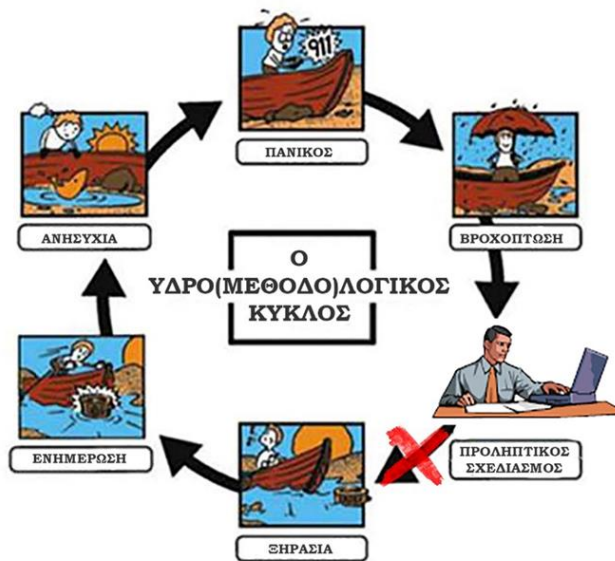 911
ΠΑΝΙΚΟΣ
ΑΝΗΣΥΧΙΑ
ΒΡΟΧΟΠΤΩΣΗ
Ο
ΥΔΡΟ(ΜΕΘΟΔΟ)ΛΟΓΙΚΟΣ
ΚΥΚΛΟΣ
ΕΝΗΜΕΡΩΣΗ
ΠΡΟΛΗΠΤΙΚΟΣ
ΣΧΕΔΙΑΣΜΟΣ
ΞΗΡΑΣΙΑ